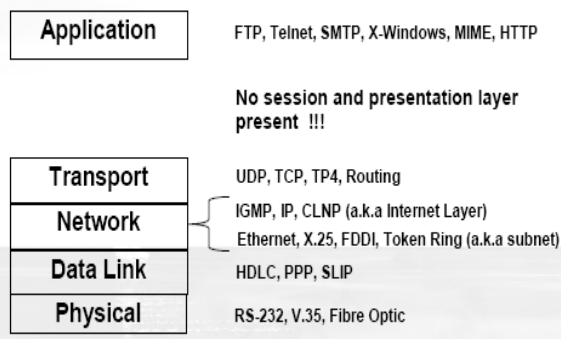 Application FTP, Telnet, SMTP, X-Windows, MIME, HTTP
No session and presentation layer
present !!!
Transport UDP, TCP, TP4, Routing
Network IGMP, IP, CLNP (a.k.a Internet Layer)
Ethernet, X.25, FDDI, Token Ring (a.k.a subnet)
Data Link HDLC, PPP, SLIP
Physical RS-232, V.35, Fibre Optic